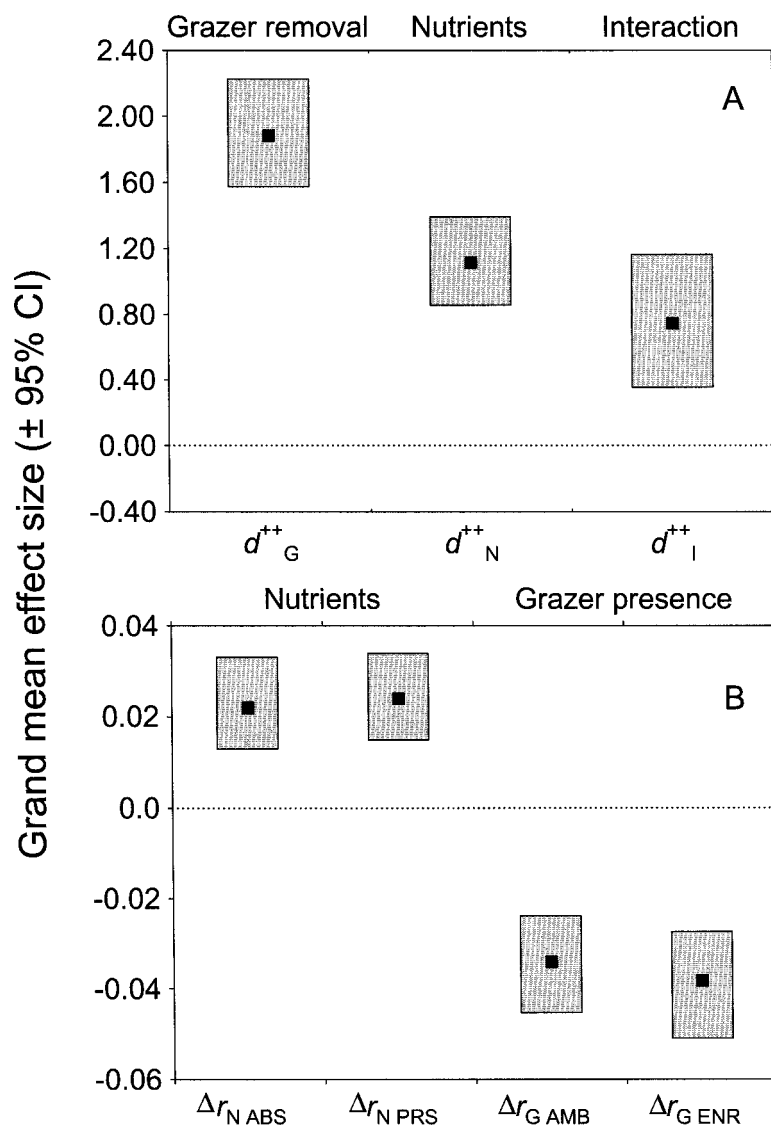 Grazer removal Nutrients Interaction
2.40
A
2.00
1.60
1.20
0.80
0.40
0.00
-0.40
d++G d++N d++I
Grand mean effect size (± 95% CI)
Nutrients Grazer presence
0.04
B
0.02
0.0
-0.02
-0.04
-0.06
ΔrN ABS ΔrN PRS ΔrG AMB ΔrG ENR